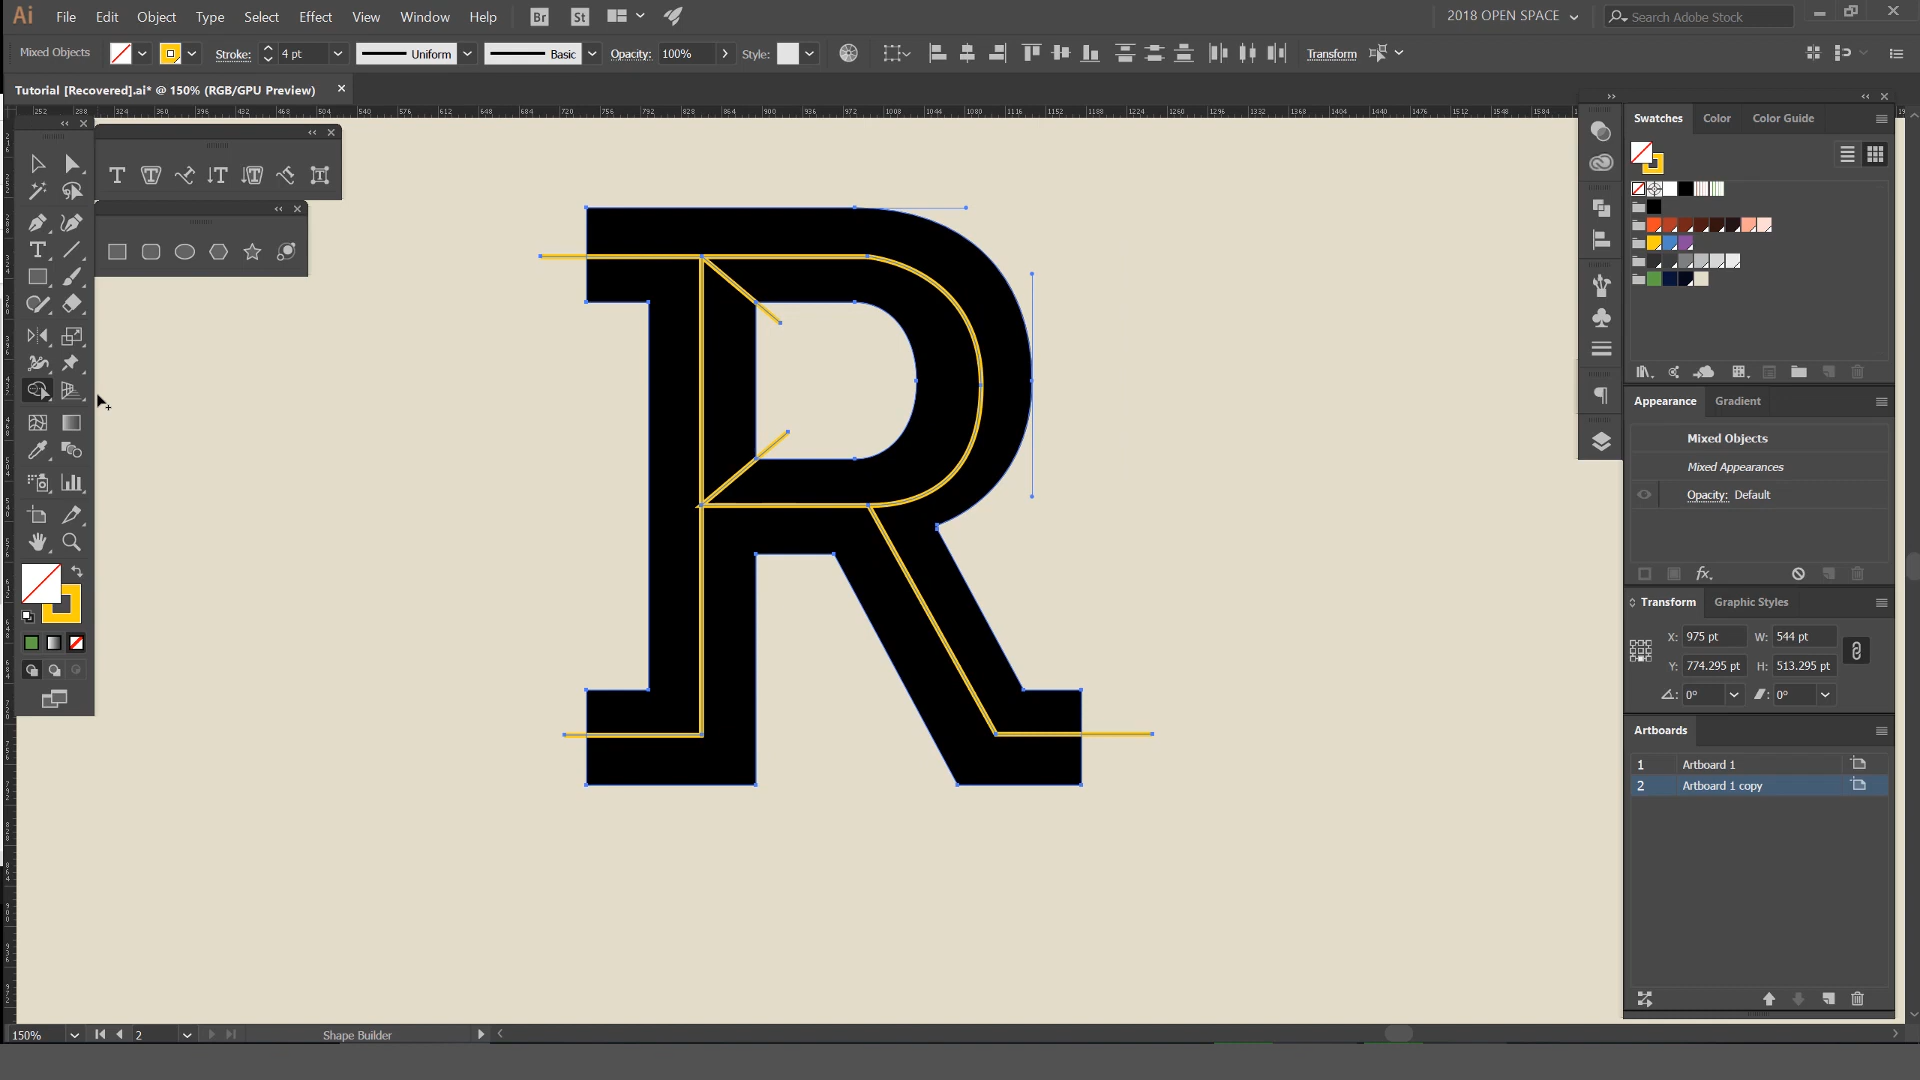 Ai File Edit Object Type Select Effect View Window Help Br St 2018 OPEN SPACE Search Adobe Stock
Mixed Objects Stroke: 4 pt Uniform Basic Opacity: 100% Style: Transform
Tutorial [Recovered].ai* @ 150% (RGB/GPU Preview)
Swatches Color Color Guide
R
Appearance Gradient
Mixed Objects
Mixed Appearances
Opacity: Default
fx
Transform Graphic Styles
X: 975 pt W: 544 pt
Y: 774.295 pt H: 513.295 pt
0° 0°
Artboards
1 Artboard 1
2 Artboard 1 copy
150% 2 Shape Builder